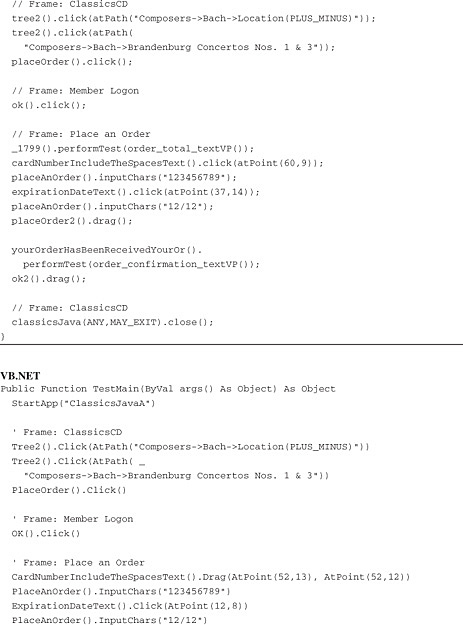 // Frame: ClassicsCD
tree2().click(atPath("Composers->Bach->Location(PLUS_MINUS)"));
tree2().click(atPath(
"Composers->Bach->Brandenburg Concertos Nos. 1 & 3"));
placeOrder().click();
// Frame: Member Logon
ok().click();
// Frame: Place an Order
_1799().performTest(order_total_textVP());
cardNumberIncludeTheSpacesText().click(atPoint(60,9));
placeAnOrder().inputChars("123456789");
expirationDateText().click(atPoint(37,14));
placeAnOrder().inputChars("12/12");
placeOrder2().drag();
yourOrderHasBeenReceivedYourOr().
performTest(order_confirmation_textVP());
ok2().drag();
// Frame: ClassicsCD
classicsJava(ANY,MAY_EXIT).close();
}
VB.NET
Public Function TestMain(ByVal args() As Object) As Object
StartApp("ClassicsJavaA")
' Frame: ClassicsCD
Tree2().Click(AtPath("Composers->Bach->Location(PLUS_MINUS)"))
Tree2().Click(AtPath( _
"Composers->Bach->Brandenburg Concertos Nos. 1 & 3"))
PlaceOrder().Click()
' Frame: Member Logon
OK().Click()
' Frame: Place an Order
CardNumberIncludeTheSpacesText().Drag(AtPoint(52,13), AtPoint(52,12))
PlaceAnOrder().InputChars("123456789")
ExpirationDateText().Click(AtPoint(12,8))
PlaceAnOrder().InputChars("12/12")